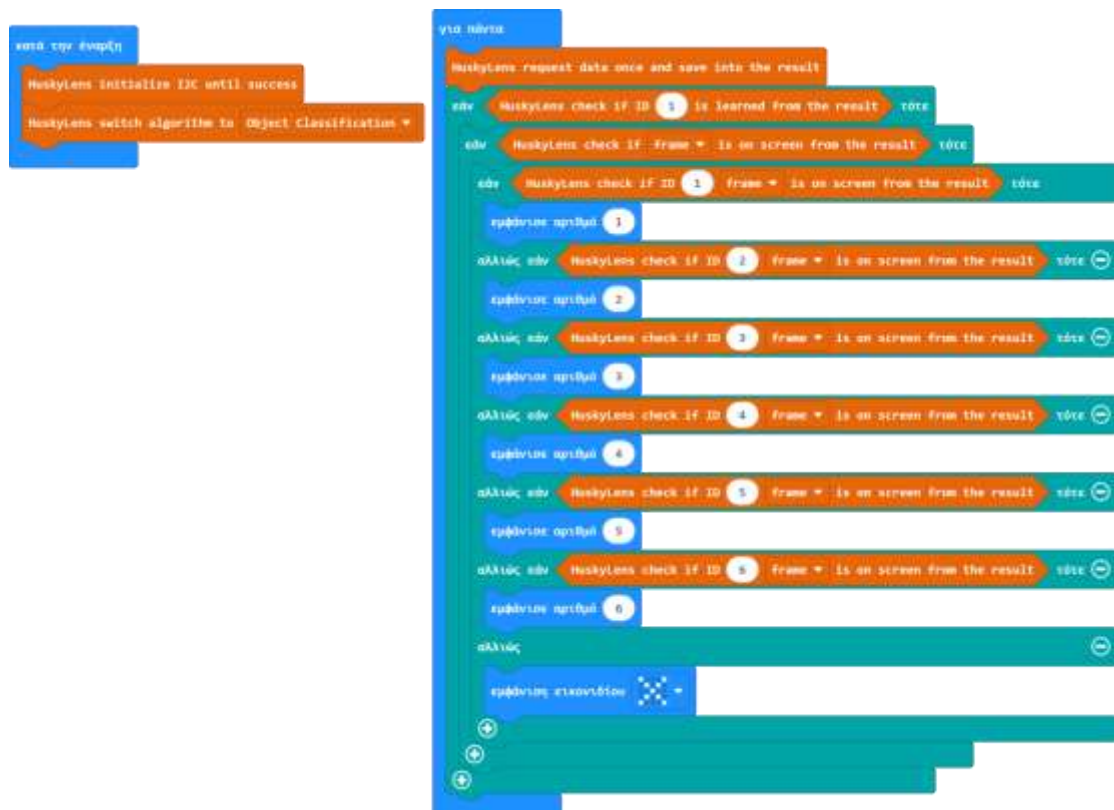 κατά την έναρξη
HuskyLens initialize I2C until success
HuskyLens switch algorithm to Object Classification
για πάντα
HuskyLens request data once and save into the result
εάν HuskyLens check if ID 1 is learned from the result τότε
εάν HuskyLens check if frame is on screen from the result τότε
εάν HuskyLens check if ID 1 frame is on screen from the result τότε
εμφάνισε αριθμό 1
αλλιώς εάν HuskyLens check if ID 2 frame is on screen from the result τότε
εμφάνισε αριθμό 2
αλλιώς εάν HuskyLens check if ID 3 frame is on screen from the result τότε
εμφάνισε αριθμό 3
αλλιώς εάν HuskyLens check if ID 4 frame is on screen from the result τότε
εμφάνισε αριθμό 4
αλλιώς εάν HuskyLens check if ID 5 frame is on screen from the result τότε
εμφάνισε αριθμό 5
αλλιώς εάν HuskyLens check if ID 6 frame is on screen from the result τότε
εμφάνισε αριθμό 6
αλλιώς
εμφάνιση εικονιδίου